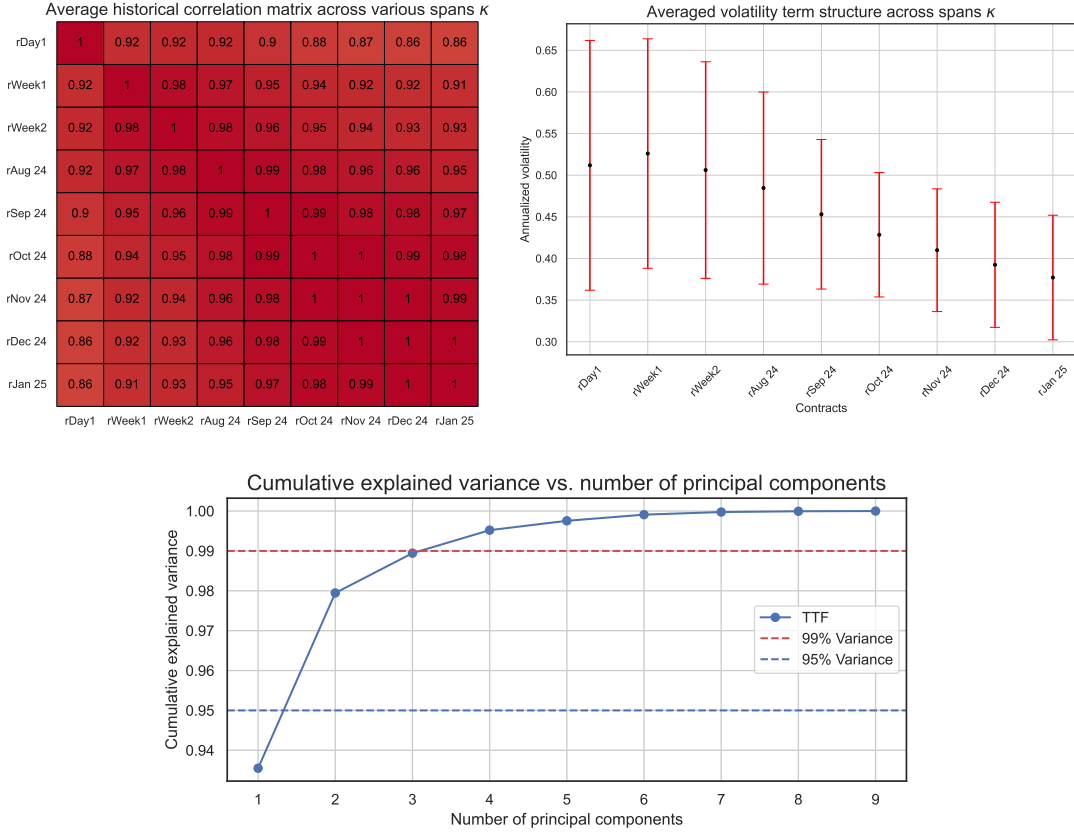 Average historical correlation matrix across various spans κ
rDay1 1 0.92 0.92 0.92 0.9 0.88 0.87 0.86 0.86
rWeek1 0.92 1 0.98 0.97 0.95 0.94 0.92 0.92 0.91
rWeek2 0.92 0.98 1 0.98 0.96 0.95 0.94 0.93 0.93
rAug 24 0.92 0.97 0.98 1 0.99 0.98 0.96 0.96 0.95
rSep 24 0.9 0.95 0.96 0.99 1 0.99 0.98 0.98 0.97
rOct 24 0.88 0.94 0.95 0.98 0.99 1 1 0.99 0.98
rNov 24 0.87 0.92 0.94 0.96 0.98 1 1 1 0.99
rDec 24 0.86 0.92 0.93 0.96 0.98 0.99 1 1 1
rJan 25 0.86 0.91 0.93 0.95 0.97 0.98 0.99 1 1
rDay1 rWeek1 rWeek2 rAug 24 rSep 24 rOct 24 rNov 24 rDec 24 rJan 25
Averaged volatility term structure across spans κ
Annualized volatility
0.65
0.60
0.55
0.50
0.45
0.40
0.35
0.30
rDay1 rWeek1 rWeek2 rAug 24 rSep 24 rOct 24 rNov 24 rDec 24 rJan 25
Contracts
Cumulative explained variance vs. number of principal components
Cumulative explained variance
1.00
0.99
0.98
0.97
0.96
0.95
0.94
TTF
99% Variance
95% Variance
1 2 3 4 5 6 7 8 9
Number of principal components